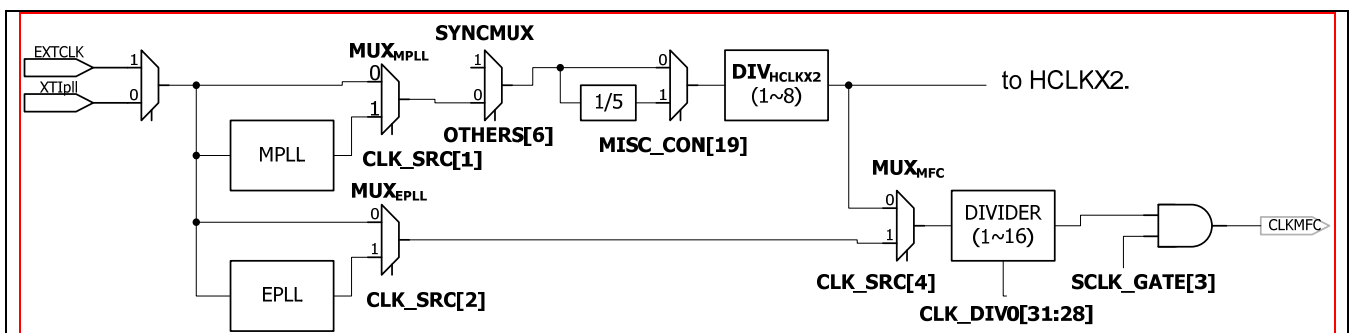 EXTCLK
XTIpll
1
0
MUXMPLL
0
1
CLK_SRC[1]
MPLL
SYNCMUX
1
0
OTHERS[6]
1/5
0
1
MISC_CON[19]
DIVHCLKX2
(1~8)
to HCLKX2.
MUXEPLL
0
1
CLK_SRC[2]
EPLL
MUXMFC
0
1
CLK_SRC[4]
DIVIDER
(1~16)
CLK_DIV0[31:28]
SCLK_GATE[3]
CLKMFC